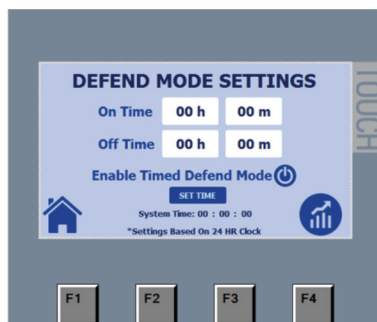 DEFEND MODE SETTINGS
On Time 00 h 00 m
Off Time 00 h 00 m
Enable Timed Defend Mode
SET TIME
System Time: 00 : 00 : 00
*Settings Based On 24 HR Clock
TOUCH
F1 F2 F3 F4